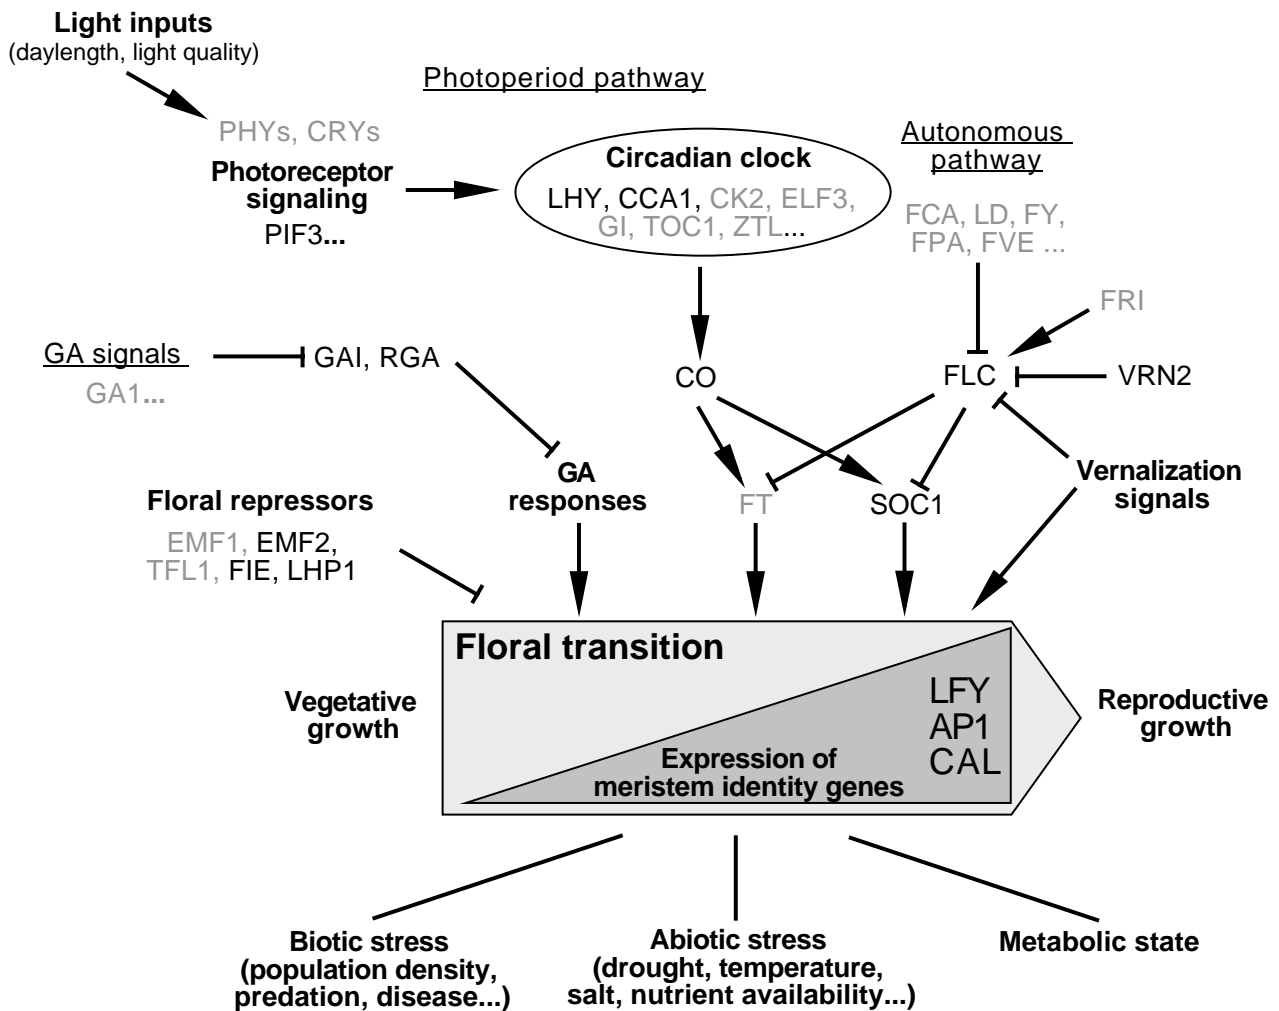 Light inputs
(daylength, light quality)
Photoperiod pathway
PHYs, CRYs
Photoreceptor
signaling
PIF3...
Circadian clock
LHY, CCA1, CK2, ELF3,
GI, TOC1, ZTL...
Autonomous
pathway
FCA, LD, FY,
FPA, FVE ...
FRI
GA signals
GA1...
GAI, RGA
CO
FLC
VRN2
Floral repressors
EMF1, EMF2,
TFL1, FIE, LHP1
GA
responses
FT
SOC1
Vernalization
signals
Floral transition
Vegetative
growth
LFY
AP1
CAL
Expression of
meristem identity genes
Reproductive
growth
Biotic stress
(population density,
predation, disease...)
Abiotic stress
(drought, temperature,
salt, nutrient availability...)
Metabolic state